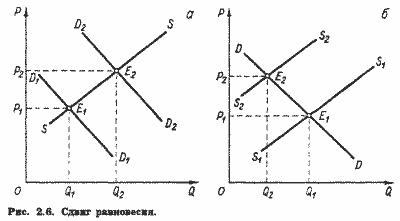 P D₂ S а
P₂ E₂
D₁
P₁ E₁
S D₂
D₁
O Q₁ Q₂ Q
P б
D S₂ S₁
P₂ E₂
S₂
P₁ E₁
S₁ D
O Q₂ Q₁ Q
Рис. 2.6. Сдвиг равновесия.